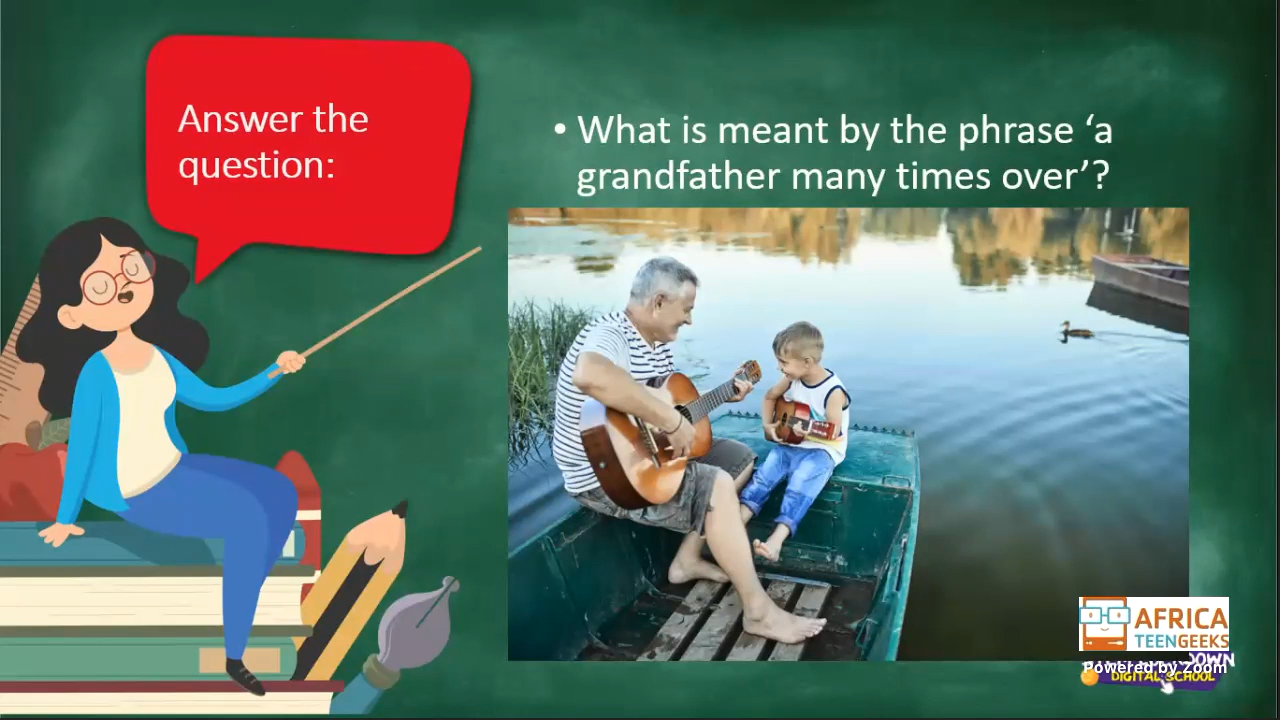 Answer the
question:
• What is meant by the phrase ‘a
grandfather many times over’?
AFRICA
TEENGEEKS
DOWN
Powered by Zoom
DIGITAL SCHOOL